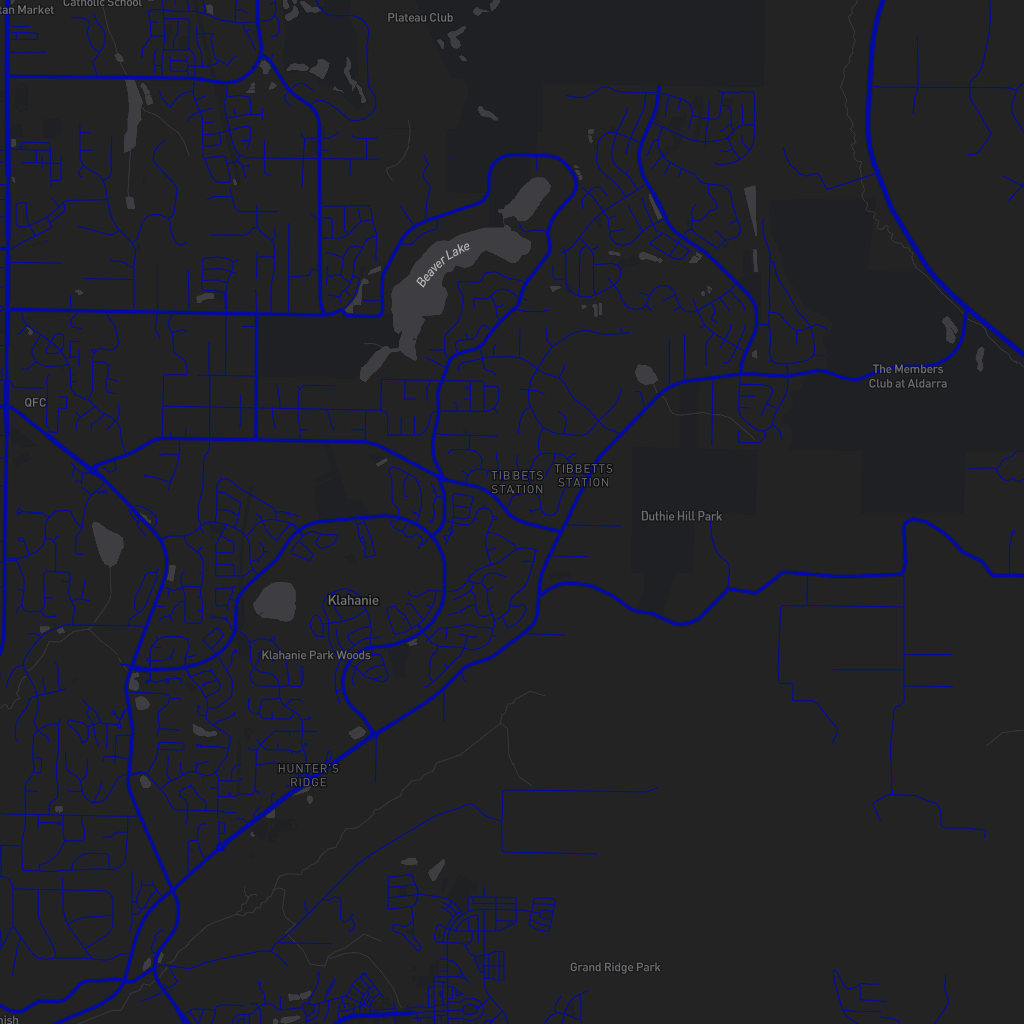 Catholic School
tan Market
Plateau Club
Beaver Lake
The Members
Club at Aldarra
QFC
TIBBETS
STATION
TIBBETTS
STATION
Duthie Hill Park
Klahanie
Klahanie Park Woods
HUNTER'S
RIDGE
Grand Ridge Park
nish